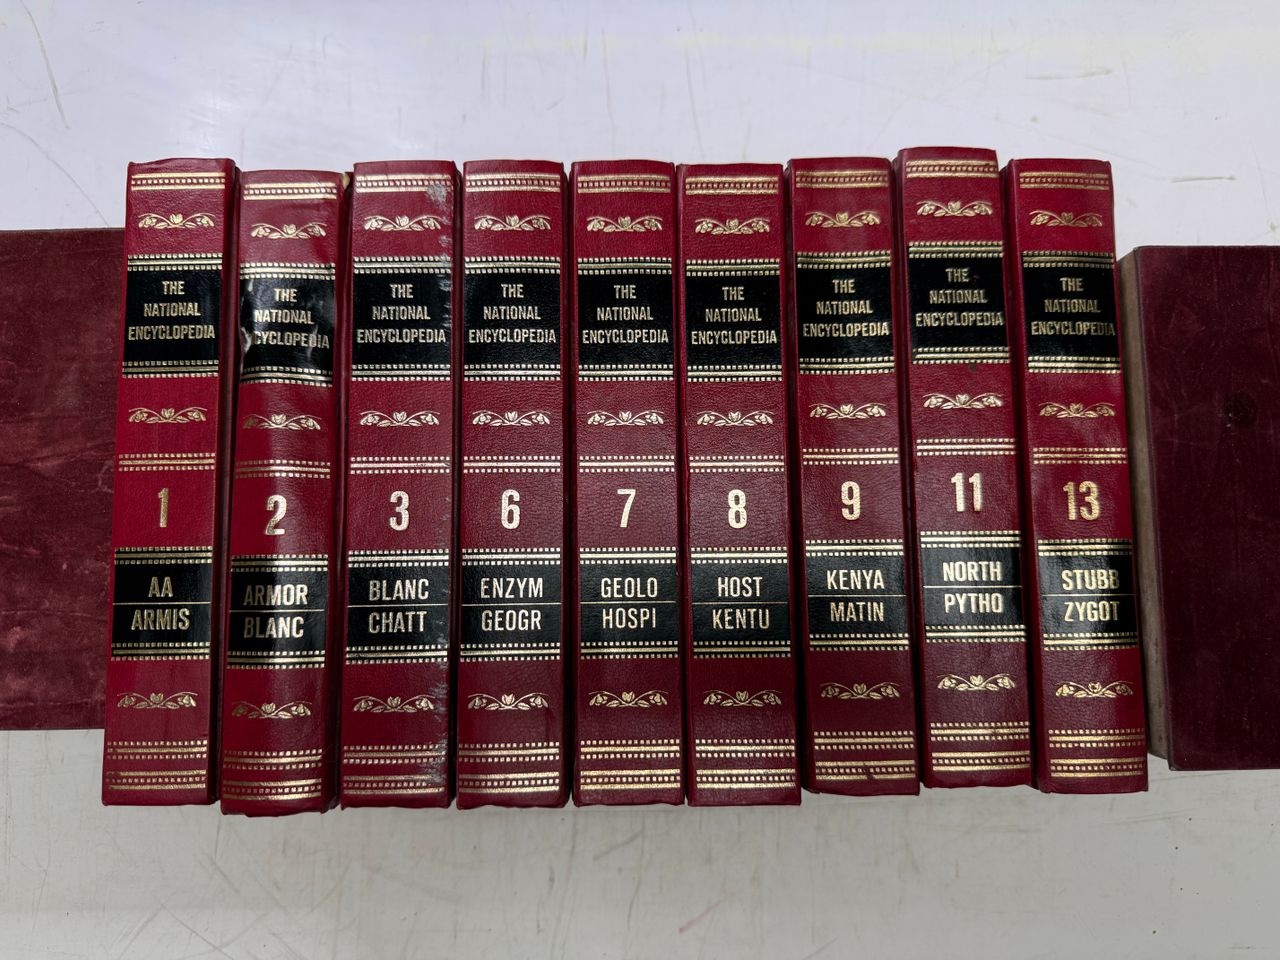 THE
NATIONAL
ENCYCLOPEDIA
1
AA
ARMIS
THE
NATIONAL
ENCYCLOPEDIA
2
ARMOR
BLANC
THE
NATIONAL
ENCYCLOPEDIA
3
BLANC
CHATT
THE
NATIONAL
ENCYCLOPEDIA
6
ENZYM
GEOGR
THE
NATIONAL
ENCYCLOPEDIA
7
GEOLO
HOSPI
THE
NATIONAL
ENCYCLOPEDIA
8
HOST
KENTU
THE
NATIONAL
ENCYCLOPEDIA
9
KENYA
MATIN
THE
NATIONAL
ENCYCLOPEDIA
11
NORTH
PYTHO
THE
NATIONAL
ENCYCLOPEDIA
13
STUBB
ZYGOT